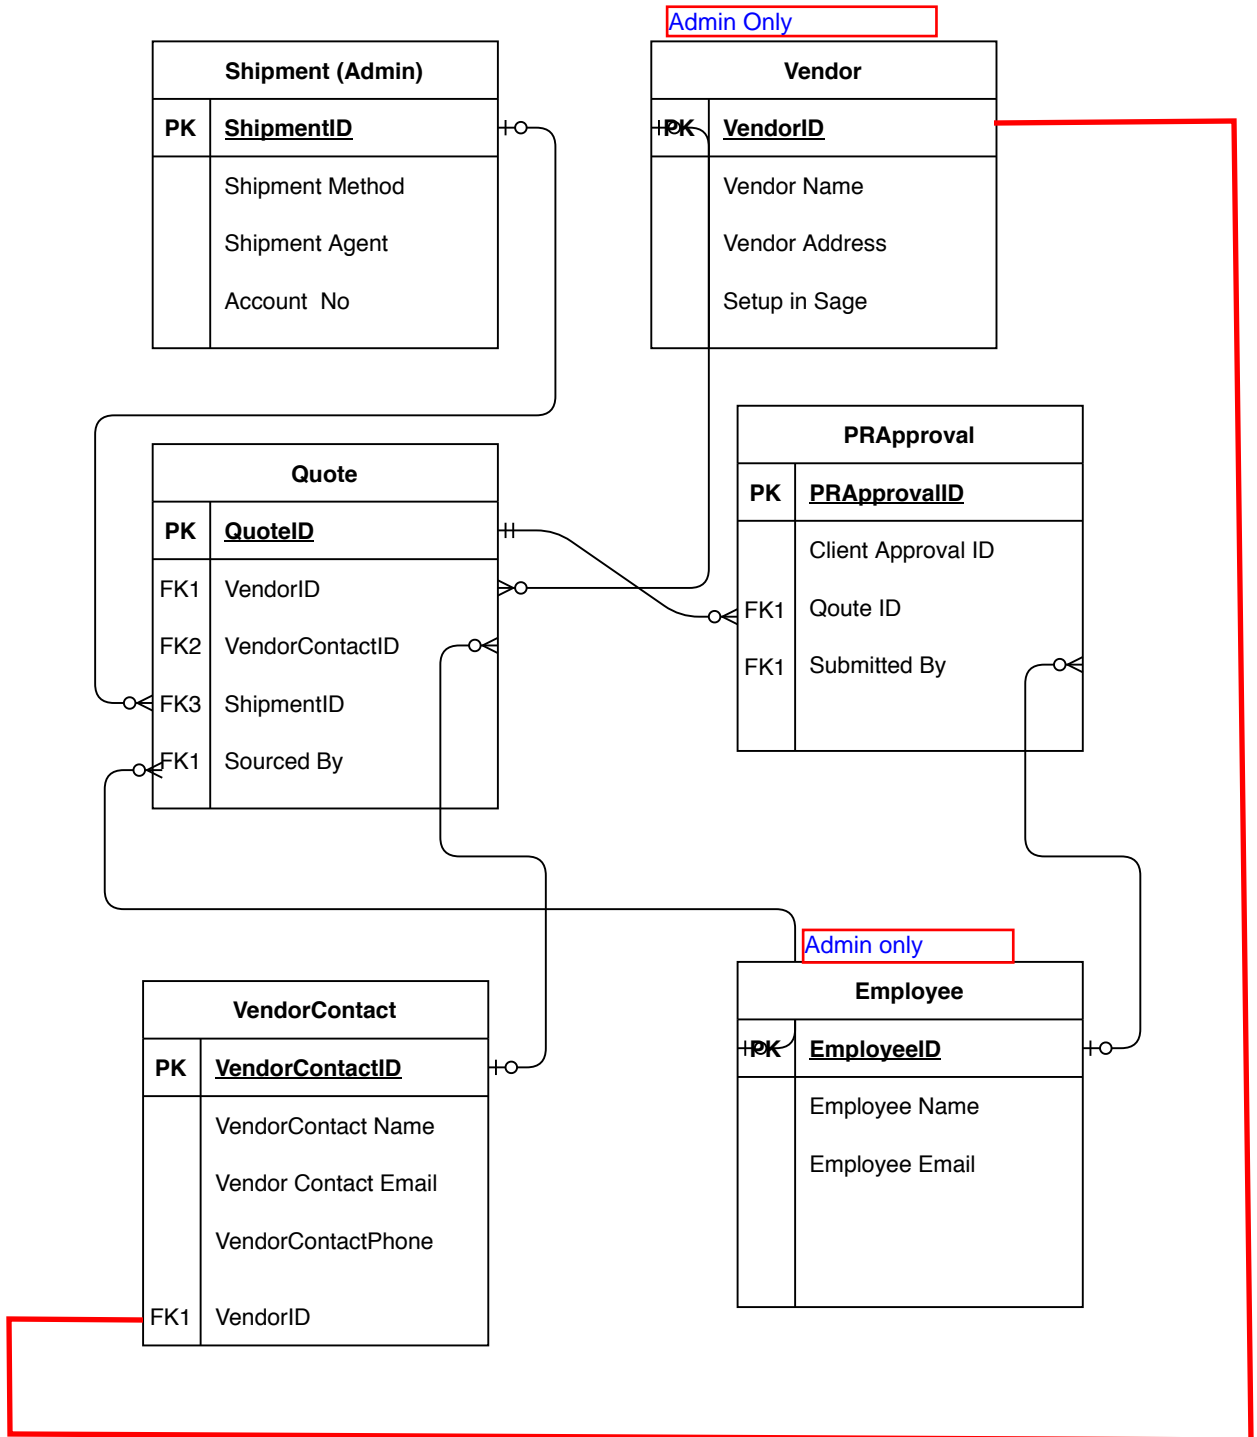 Admin Only
Shipment (Admin)
PK ShipmentID
Shipment Method
Shipment Agent
Account  No
Vendor
PK VendorID
Vendor Name
Vendor Address
Setup in Sage
Quote
PK QuoteID
FK1 VendorID
FK2 VendorContactID
FK3 ShipmentID
FK1 Sourced By
PRApproval
PK PRApprovalID
Client Approval ID
FK1 Qoute ID
FK1 Submitted By
VendorContact
PK VendorContactID
VendorContact Name
Vendor Contact Email
VendorContactPhone
FK1 VendorID
Admin only
Employee
PK EmployeeID
Employee Name
Employee Email